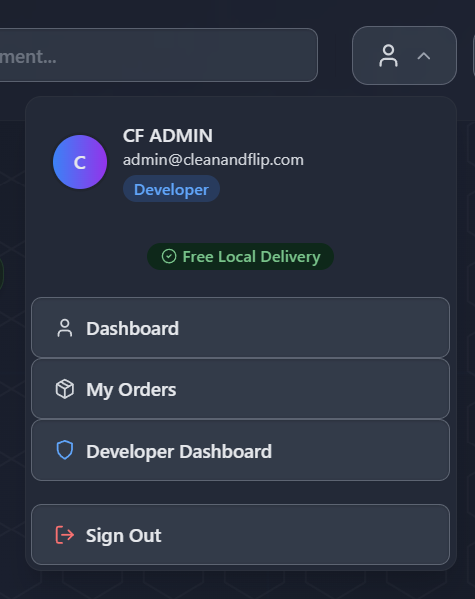 ment...
CF ADMIN
C
admin@cleanandflip.com
Developer
Free Local Delivery
Dashboard
My Orders
Developer Dashboard
Sign Out